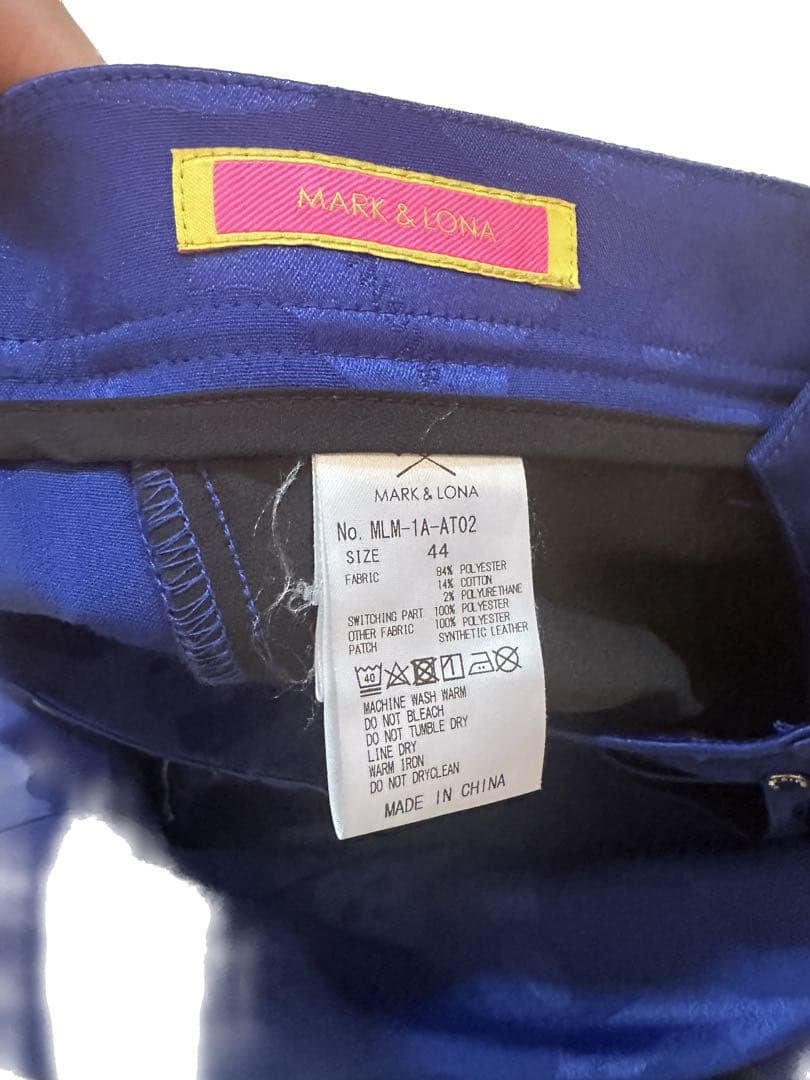 MARK & LONA
MARK & LONA
No. MLM-1A-AT02
SIZE 44
FABRIC 84% POLYESTER
14% COTTON
2% POLYURETHANE
SWITCHING PART 100% POLYESTER
OTHER FABRIC 100% POLYESTER
PATCH SYNTHETIC LEATHER
40
MACHINE WASH WARM
DO NOT BLEACH
DO NOT TUMBLE DRY
LINE DRY
WARM IRON
DO NOT DRYCLEAN
MADE IN CHINA